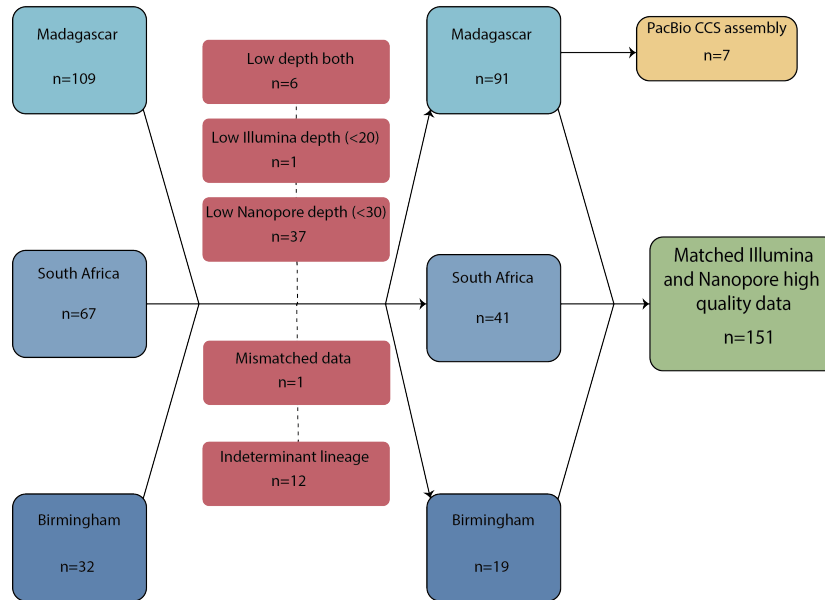 Madagascar
n=109
South Africa
n=67
Birmingham
n=32
Low depth both
n=6
Low Illumina depth (<20)
n=1
Low Nanopore depth (<30)
n=37
Mismatched data
n=1
Indeterminant lineage
n=12
Madagascar
n=91
South Africa
n=41
Birmingham
n=19
PacBio CCS assembly
n=7
Matched Illumina
and Nanopore high
quality data
n=151